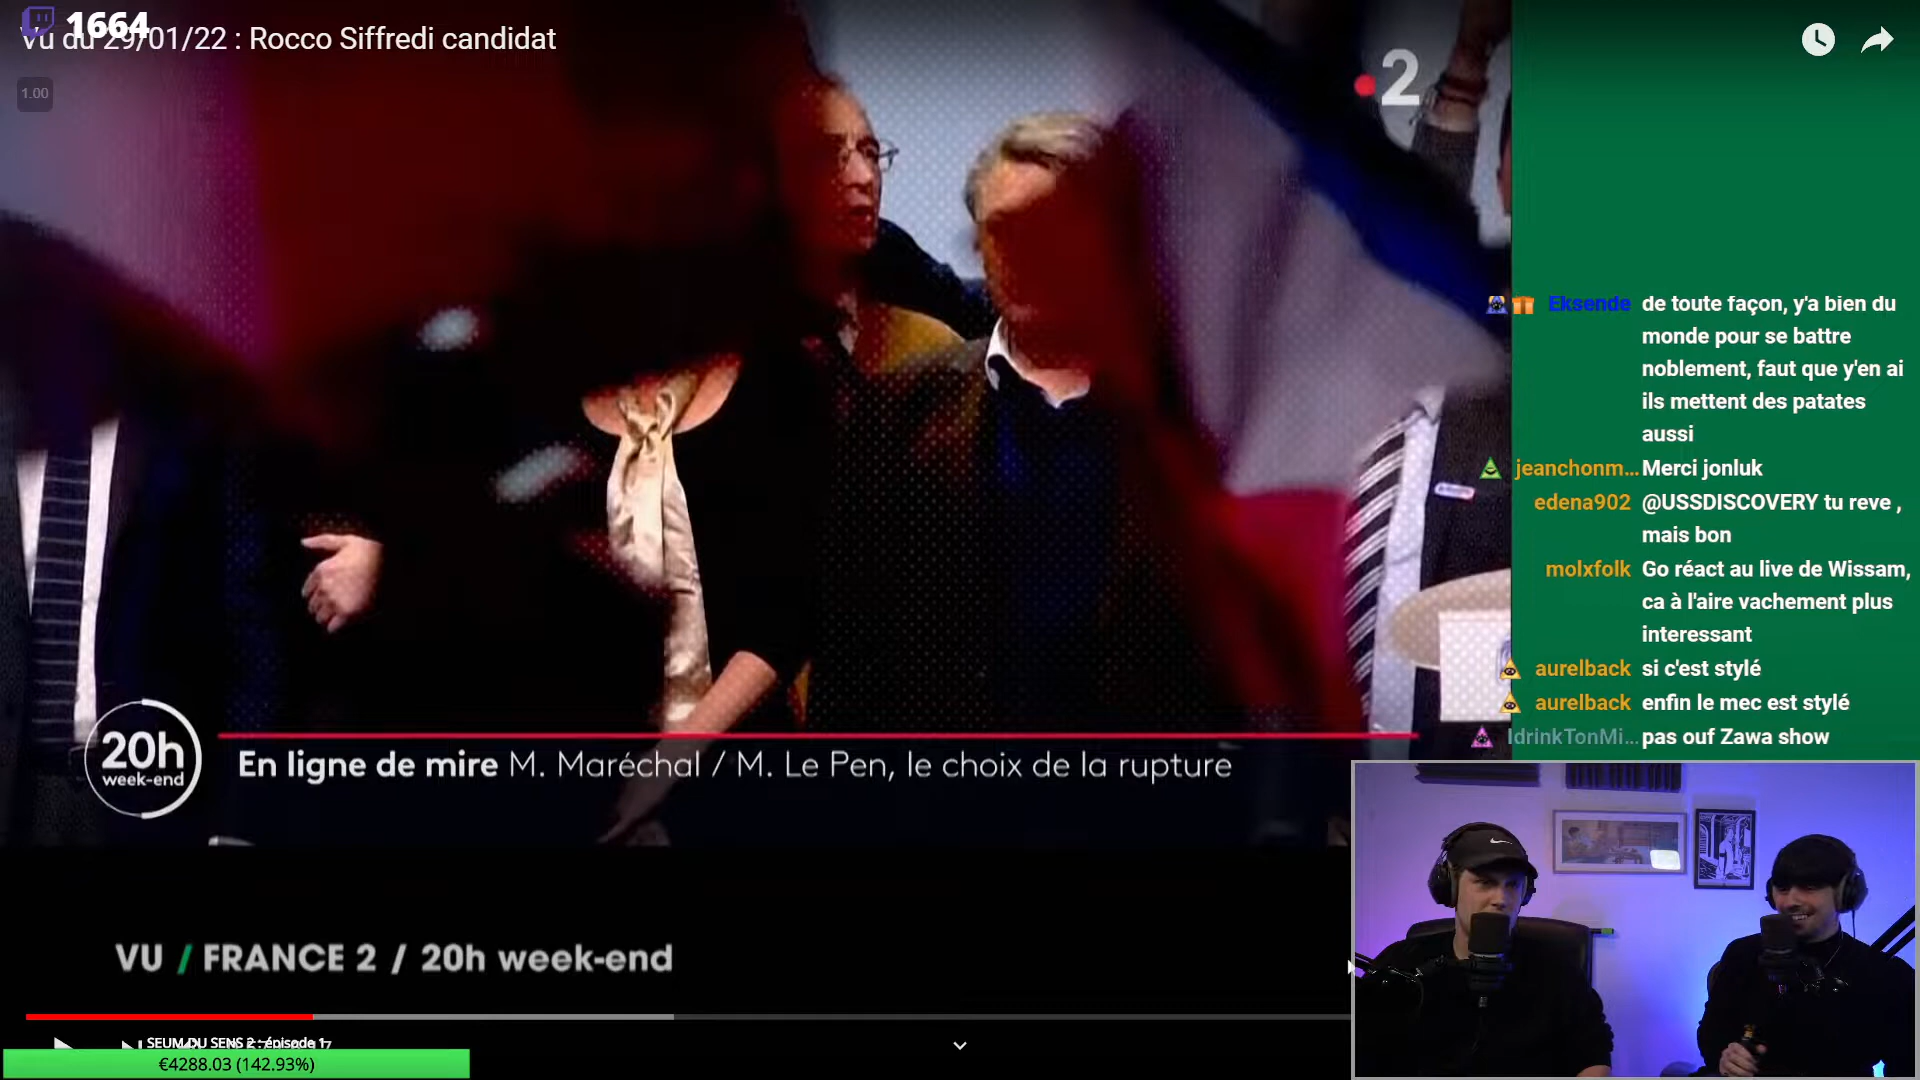 1664
Vu du 29/01/22 : Rocco Siffredi candidat
1.00
2
Eksende de toute façon, y'a bien du
monde pour se battre
noblement, faut que y'en ai
ils mettent des patates
aussi
jeanchonm... Merci jonluk
edena902 @USSDISCOVERY tu reve ,
mais bon
molxfolk Go réact au live de Wissam,
ca à l'aire vachement plus
interessant
aurelback si c'est stylé
aurelback enfin le mec est stylé
IdrinkTonMi... pas ouf Zawa show
20h
week-end
En ligne de mire M. Maréchal / M. Le Pen, le choix de la rupture
VU / FRANCE 2 / 20h week-end
SEUM DU SENS 2 : épisode 1
€4288.03 (142.93%)